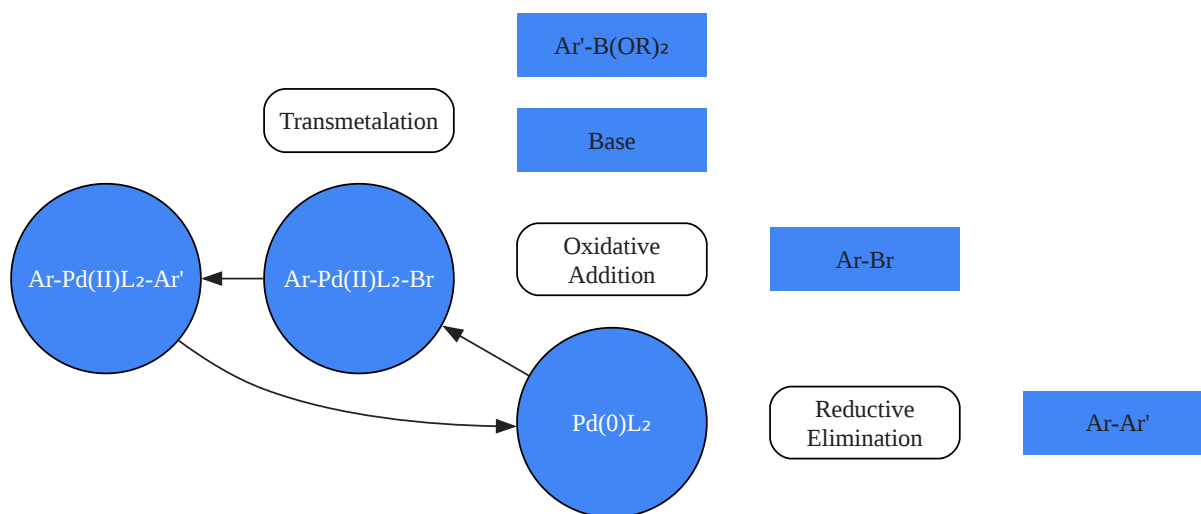 Ar'-B(OR)₂
Transmetalation
Base
Oxidative
Addition
Ar-Br
Ar-Pd(II)L₂-Ar'
Ar-Pd(II)L₂-Br
Pd(0)L₂
Reductive
Elimination
Ar-Ar'